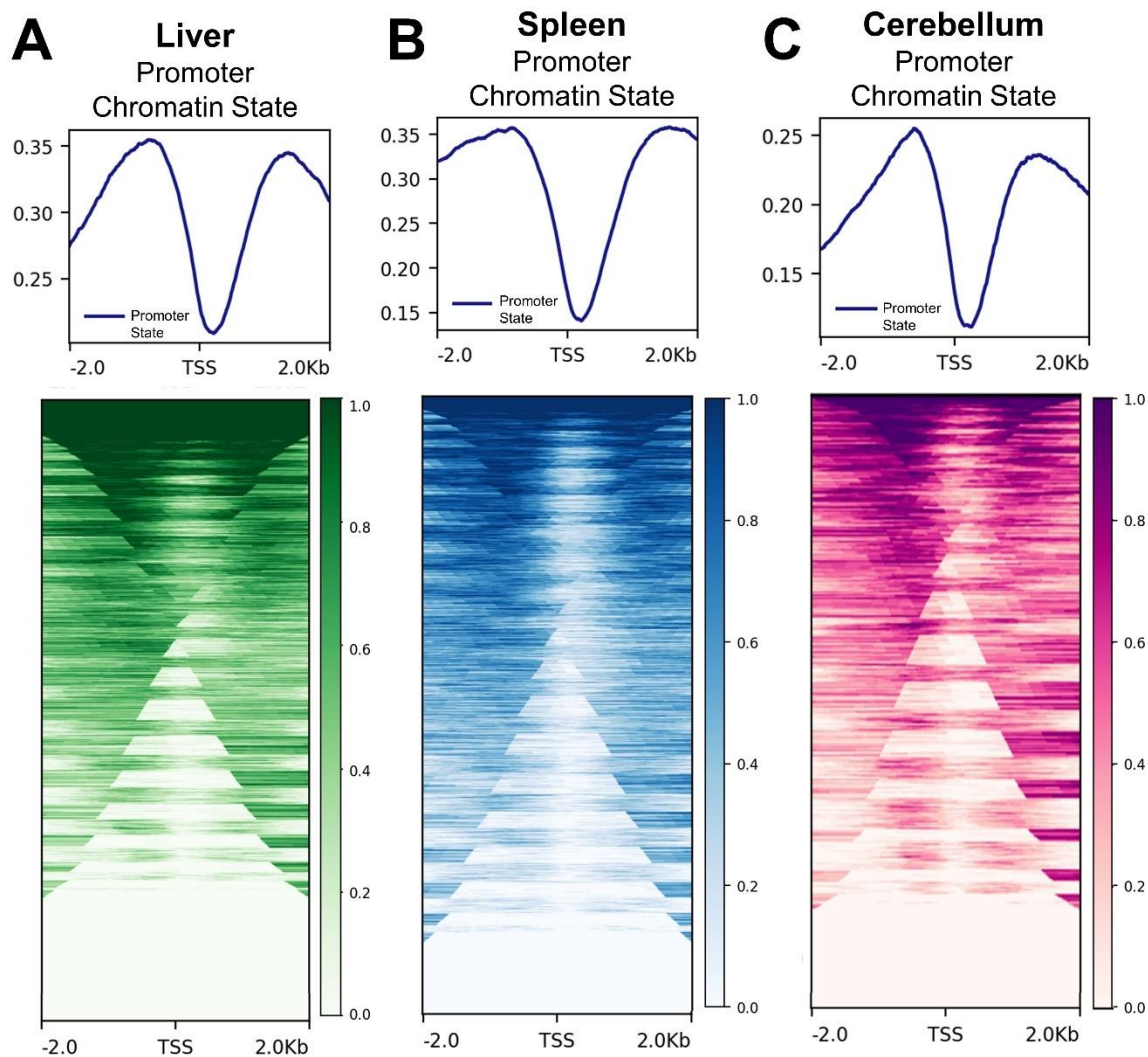 A
Liver
Promoter
Chromatin State
0.35
0.30
0.25
Promoter
State
-2.0 TSS 2.0Kb
1.0
0.8
0.6
0.4
0.2
0.0
-2.0 TSS 2.0Kb
B
Spleen
Promoter
Chromatin State
0.35
0.30
0.25
0.20
0.15
Promoter
State
-2.0 TSS 2.0Kb
1.0
0.8
0.6
0.4
0.2
0.0
-2.0 TSS 2.0Kb
C
Cerebellum
Promoter
Chromatin State
0.25
0.20
0.15
Promoter
State
-2.0 TSS 2.0Kb
1.0
0.8
0.6
0.4
0.2
0.0
-2.0 TSS 2.0Kb